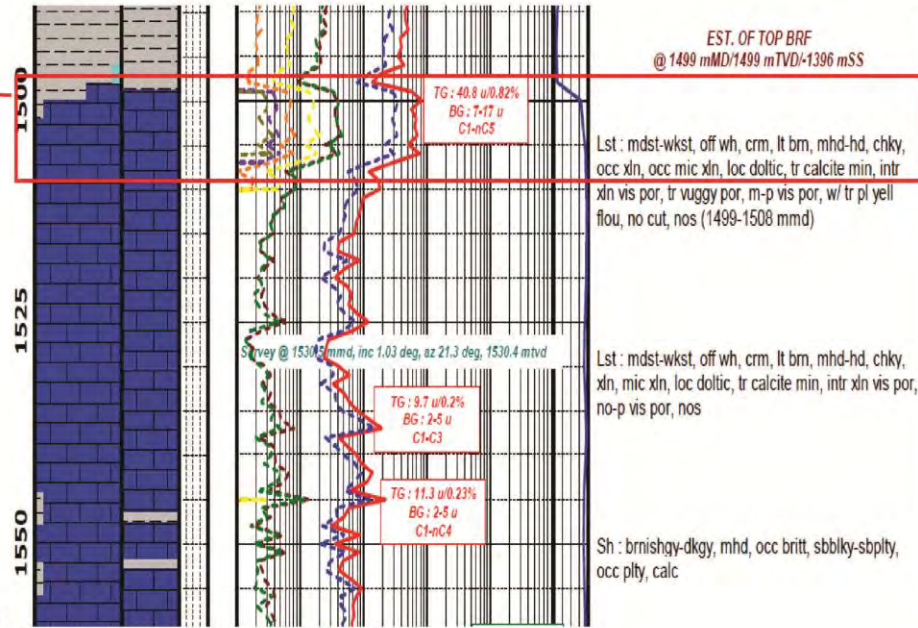 EST. OF TOP BRF
@ 1499 mMD/1499 mTVD/-1396 mSS
1500
TG : 40.8 u/0.82%
BG : 7-17 u
C1-nC5
Lst : mdst-wkst, off wh, crm, lt brn, mhd-hd, chky,
occ xln, occ mic xln, loc doltic, tr calcite min, intr
xln vis por, tr vuggy por, m-p vis por, w/ tr pl yell
flou, no cut, nos (1499-1508 mmd)
1525
Survey @ 1530.5 mmd, inc 1.03 deg, az 21.3 deg, 1530.4 mtvd
Lst : mdst-wkst, off wh, crm, lt brn, mhd-hd, chky,
xln, mic xln, loc doltic, tr calcite min, intr xln vis por,
no-p vis por, nos
TG : 9.7 u/0.2%
BG : 2-5 u
C1-C3
TG : 11.3 u/0.23%
BG : 2-5 u
C1-nC4
1550
Sh : brnishgy-dkgy, mhd, occ britt, sbblky-sbplty,
occ plty, calc